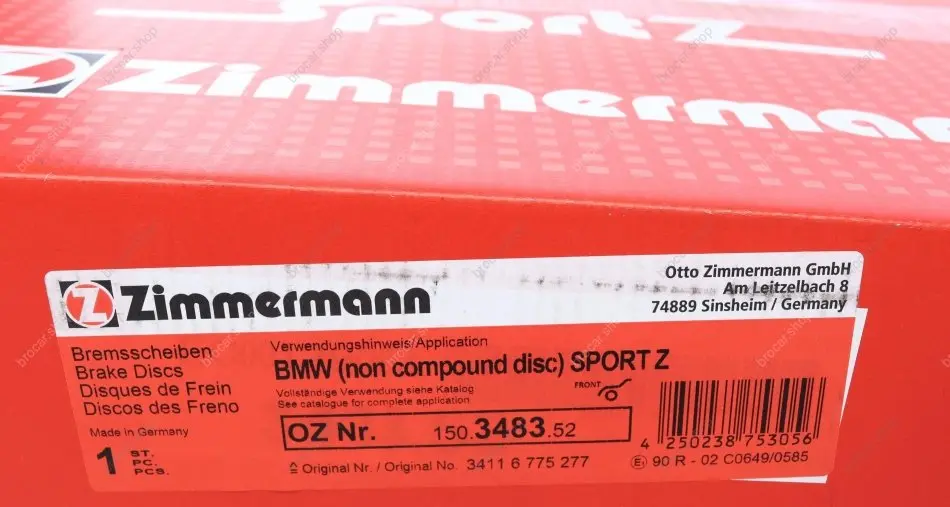 Sport Z
Zimmermann
Z Zimmermann
Otto Zimmermann GmbH
Am Leitzelbach 8
74889 Sinsheim / Germany
Bremsscheiben
Brake Discs
Disques de Frein
Discos des Freno
Made in Germany
1 ST.
PC.
PCS.
Verwendungshinweis/Application
BMW (non compound disc) SPORT Z
Vollständige Verwendung siehe Katalog
See catalogue for complete application
FRONT
OZ Nr. 150.3483.52
≙ Original Nr. / Original No. 3411 6 775 277
4 250238 753056
E1 90 R - 02 C0649/0585
brocar.shop